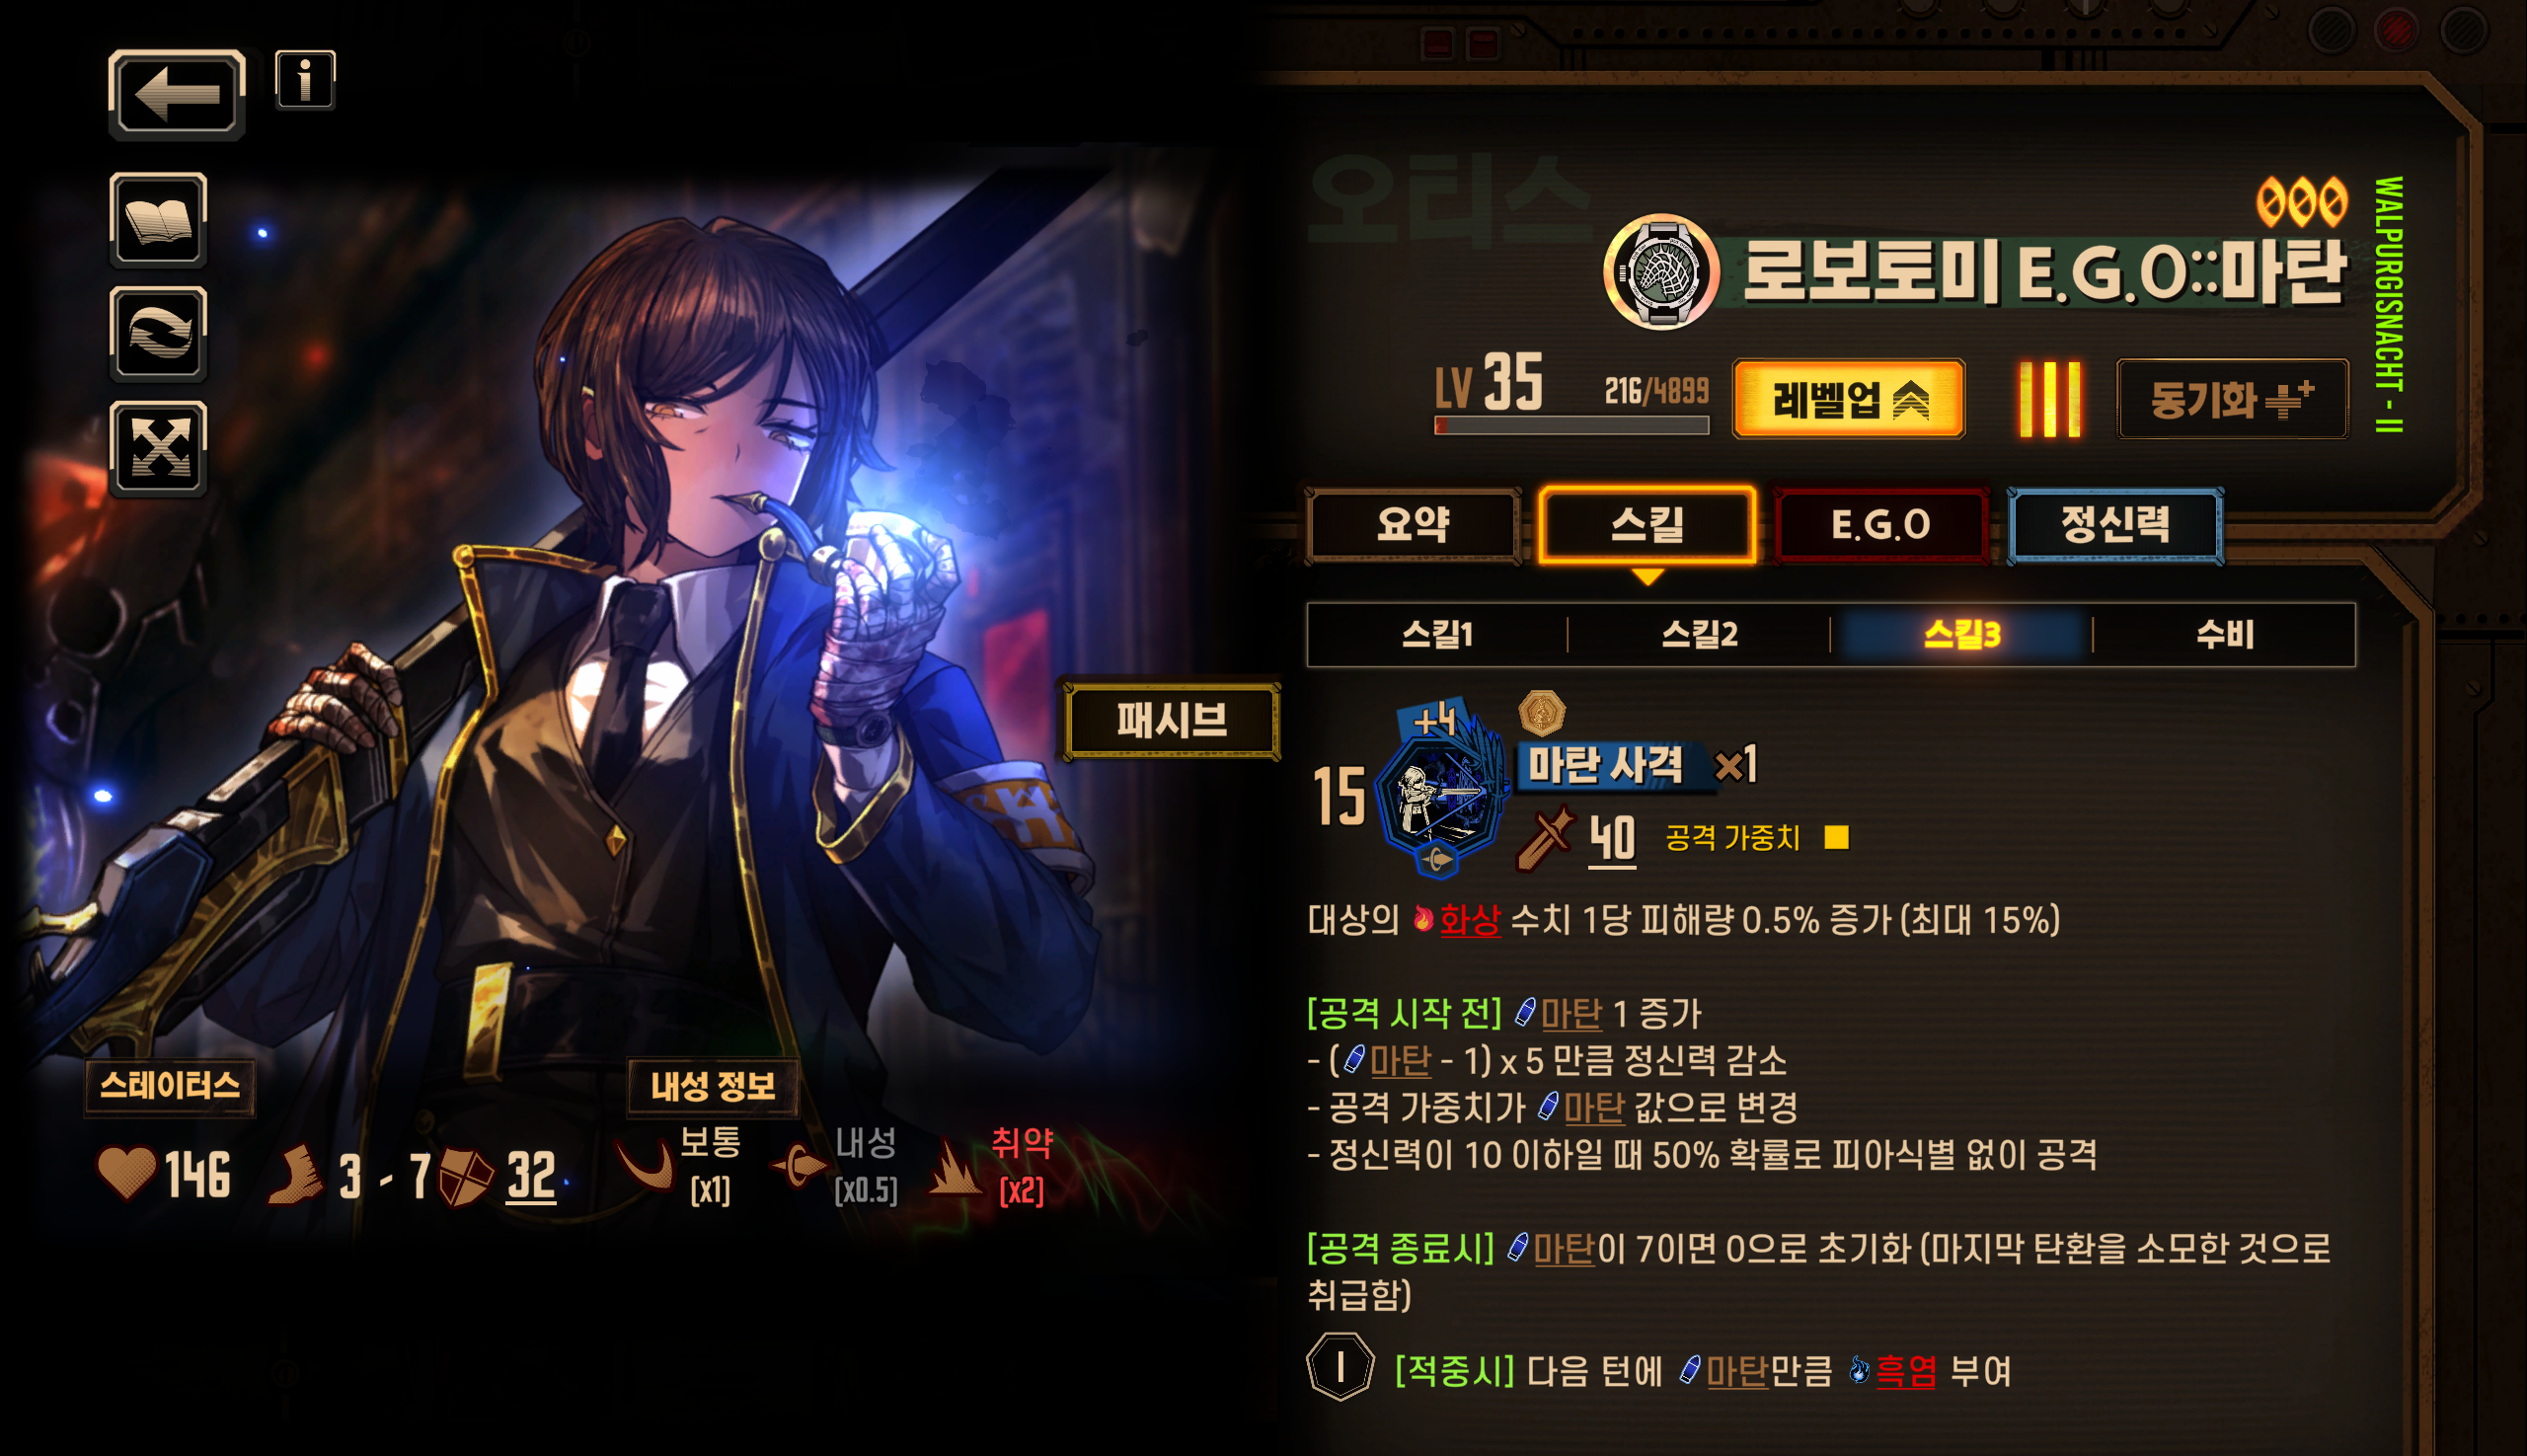 오티스
로보토미 E.G.O::마탄
WALPURGISNACHT - II
LV 35
216/4899
레벨업
동기화
요약
스킬
E.G.O
정신력
스킬1
스킬2
스킬3
수비
패시브
15
+4
마탄 사격 ×1
40
공격 가중치
대상의 화상 수치 1당 피해량 0.5% 증가 (최대 15%)
[공격 시작 전] 마탄 1 증가
- (마탄 - 1) x 5 만큼 정신력 감소
- 공격 가중치가 마탄 값으로 변경
- 정신력이 10 이하일 때 50% 확률로 피아식별 없이 공격
[공격 종료시] 마탄이 7이면 0으로 초기화 (마지막 탄환을 소모한 것으로
취급함)
I [적중시] 다음 턴에 마탄만큼 흑염 부여
스테이터스
146
3 - 7
32
내성 정보
보통
[x1]
내성
[x0.5]
취약
[x2]